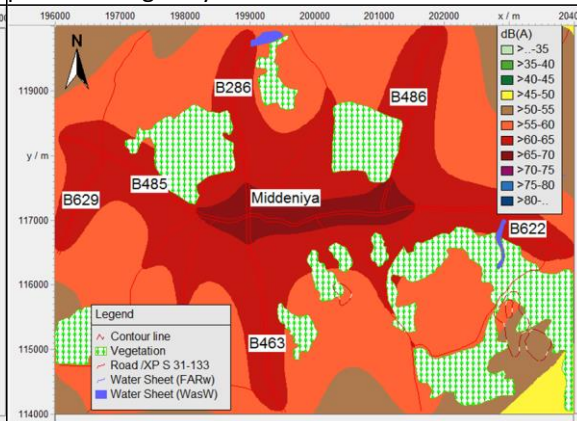 196000 197000 198000 199000 200000 201000 202000 x / m 2040
N
119000
y / m
117000
116000
115000
114000
B286
B486
B485
B629
Middeniya
B622
B463
dB(A)
>..-35
>35-40
>40-45
>45-50
>50-55
>55-60
>60-65
>65-70
>70-75
>75-80
>80-..
Legend
Contour line
Vegetation
Road /XP S 31-133
Water Sheet (FARw)
Water Sheet (WasW)